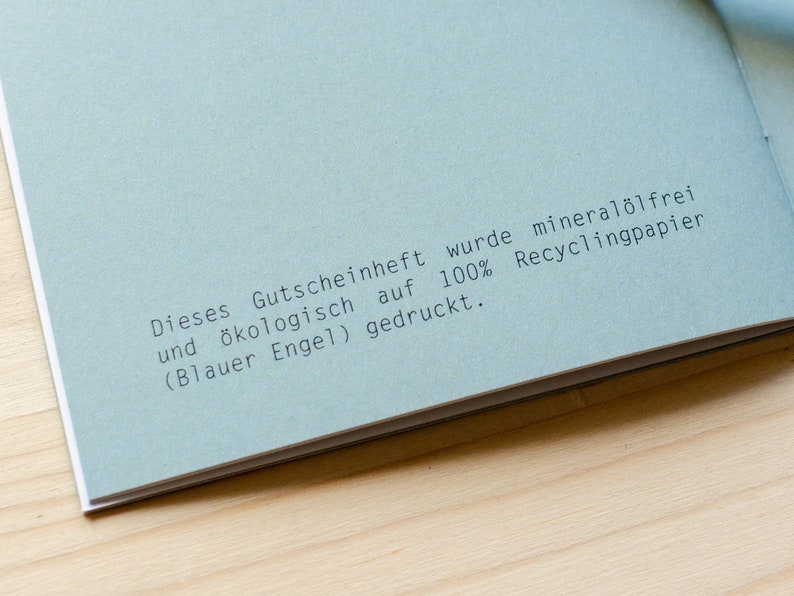 Dieses Gutscheinheft wurde mineralölfrei
und ökologisch auf 100% Recyclingpapier
(Blauer Engel) gedruckt.